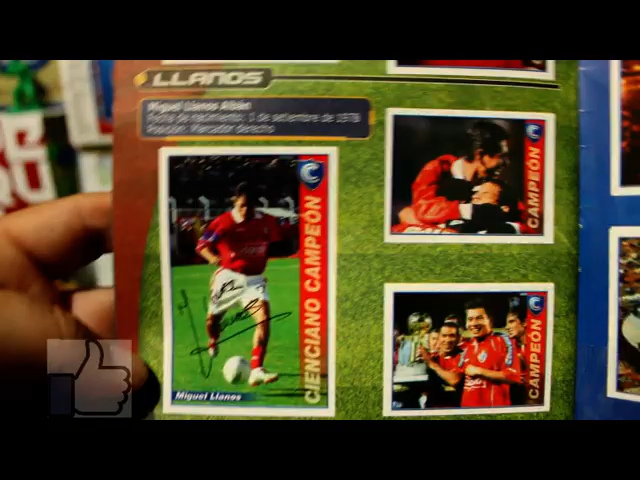 LLANOS
Miguel Llanos Albán
Fecha de nacimiento: 1 de setiembre de 1978
Posición: Marcador derecho
CIENCIANO CAMPEÓN
Miguel Llanos
CAMPEÓN
CAMPEÓN